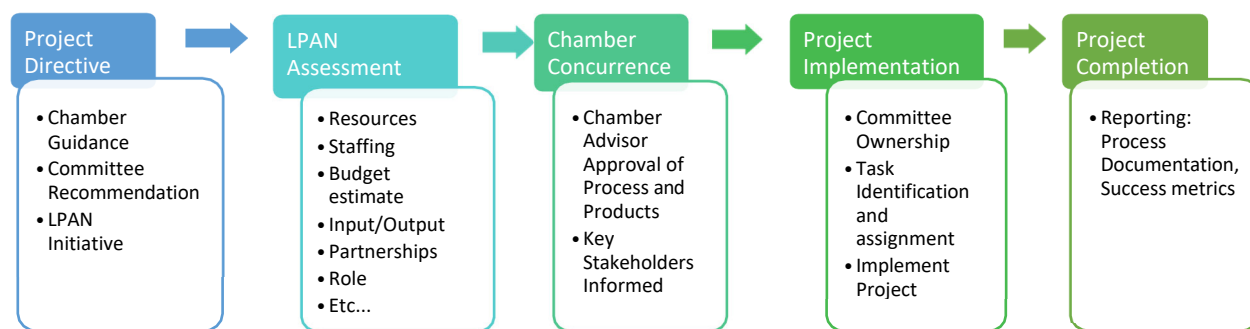 Project
Directive
• Chamber
Guidance
• Committee
Recommendation
• LPAN
Initiative
LPAN
Assessment
• Resources
• Staffing
• Budget
estimate
• Input/Output
• Partnerships
• Role
• Etc...
Chamber
Concurrence
• Chamber
Advisor
Approval of
Process and
Products
• Key
Stakeholders
Informed
Project
Implementation
• Committee
Ownership
• Task
Identification
and
assignment
• Implement
Project
Project
Completion
• Reporting:
Process
Documentation,
Success metrics